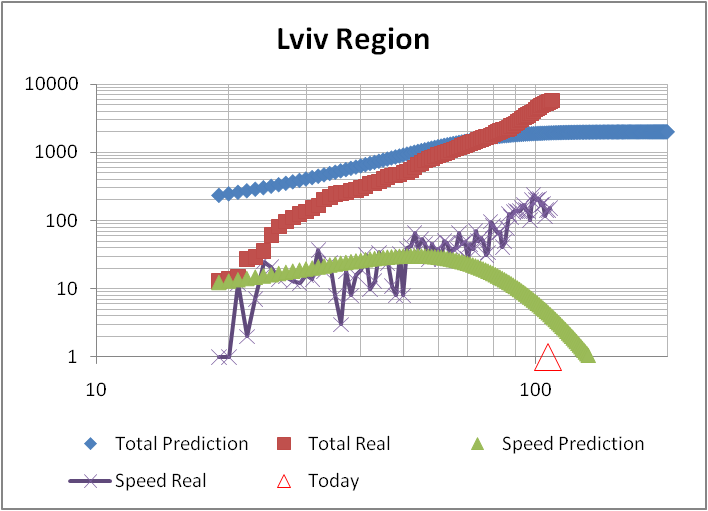 Lviv Region
10000
1000
100
10
1
10 100
Total Prediction Total Real Speed Prediction
Speed Real Today